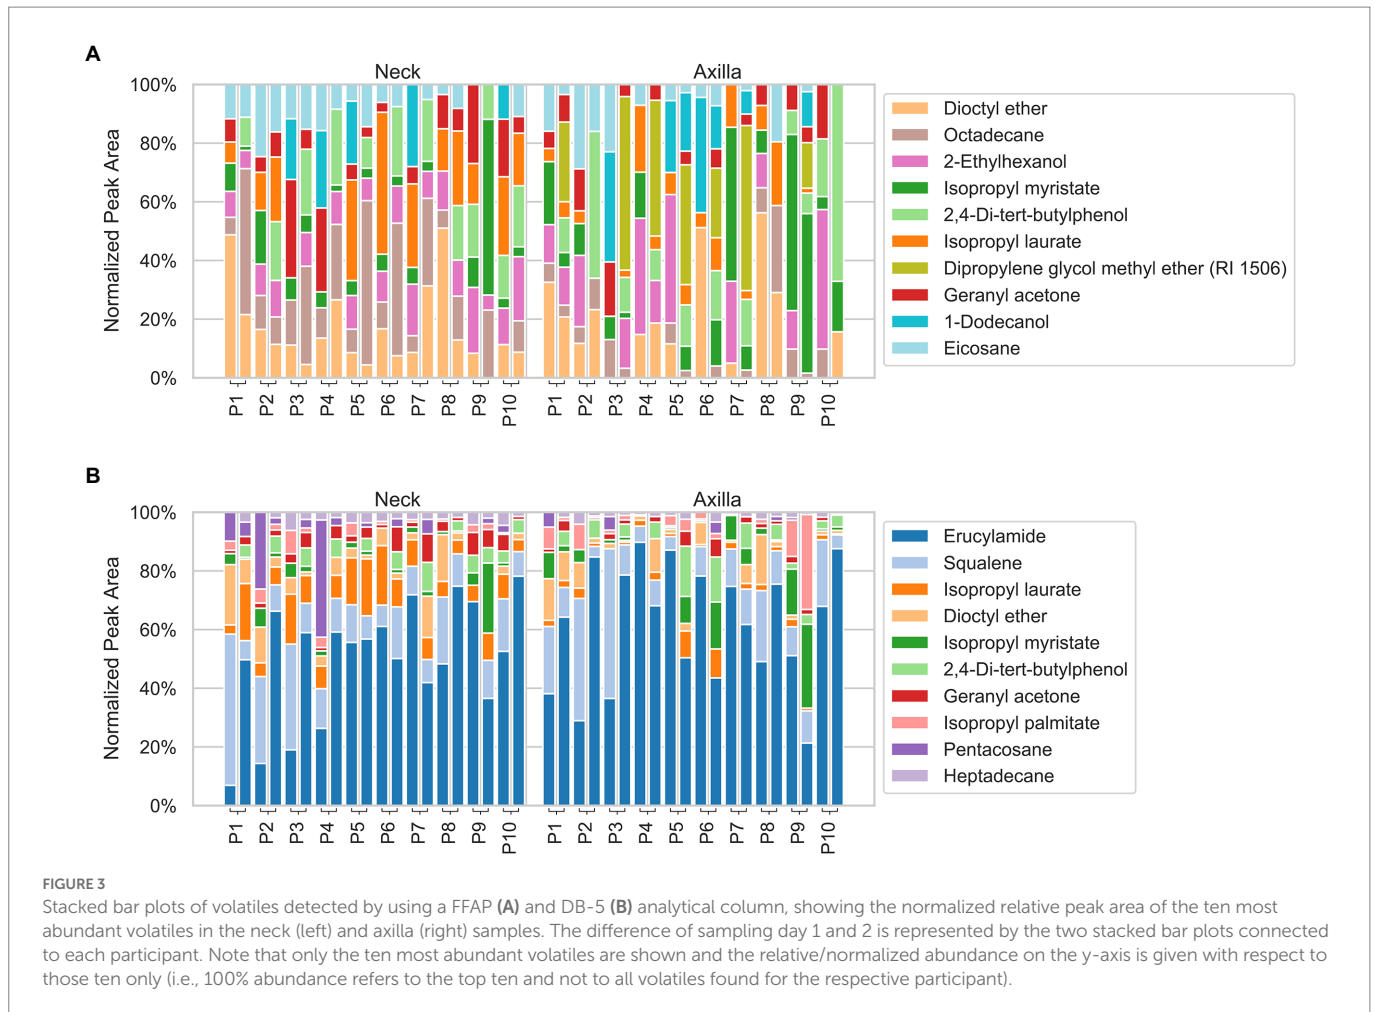 A
Neck
Axilla
Normalized Peak Area
100%
80%
60%
40%
20%
0%
P1
P2
P3
P4
P5
P6
P7
P8
P9
P10
P1
P2
P3
P4
P5
P6
P7
P8
P9
P10
Dioctyl ether
Octadecane
2-Ethylhexanol
Isopropyl myristate
2,4-Di-tert-butylphenol
Isopropyl laurate
Dipropylene glycol methyl ether (RI 1506)
Geranyl acetone
1-Dodecanol
Eicosane
B
Neck
Axilla
Normalized Peak Area
100%
80%
60%
40%
20%
0%
P1
P2
P3
P4
P5
P6
P7
P8
P9
P10
P1
P2
P3
P4
P5
P6
P7
P8
P9
P10
Erucylamide
Squalene
Isopropyl laurate
Dioctyl ether
Isopropyl myristate
2,4-Di-tert-butylphenol
Geranyl acetone
Isopropyl palmitate
Pentacosane
Heptadecane
FIGURE 3
Stacked bar plots of volatiles detected by using a FFAP (A) and DB-5 (B) analytical column, showing the normalized relative peak area of the ten most
abundant volatiles in the neck (left) and axilla (right) samples. The difference of sampling day 1 and 2 is represented by the two stacked bar plots connected
to each participant. Note that only the ten most abundant volatiles are shown and the relative/normalized abundance on the y-axis is given with respect to
those ten only (i.e., 100% abundance refers to the top ten and not to all volatiles found for the respective participant).